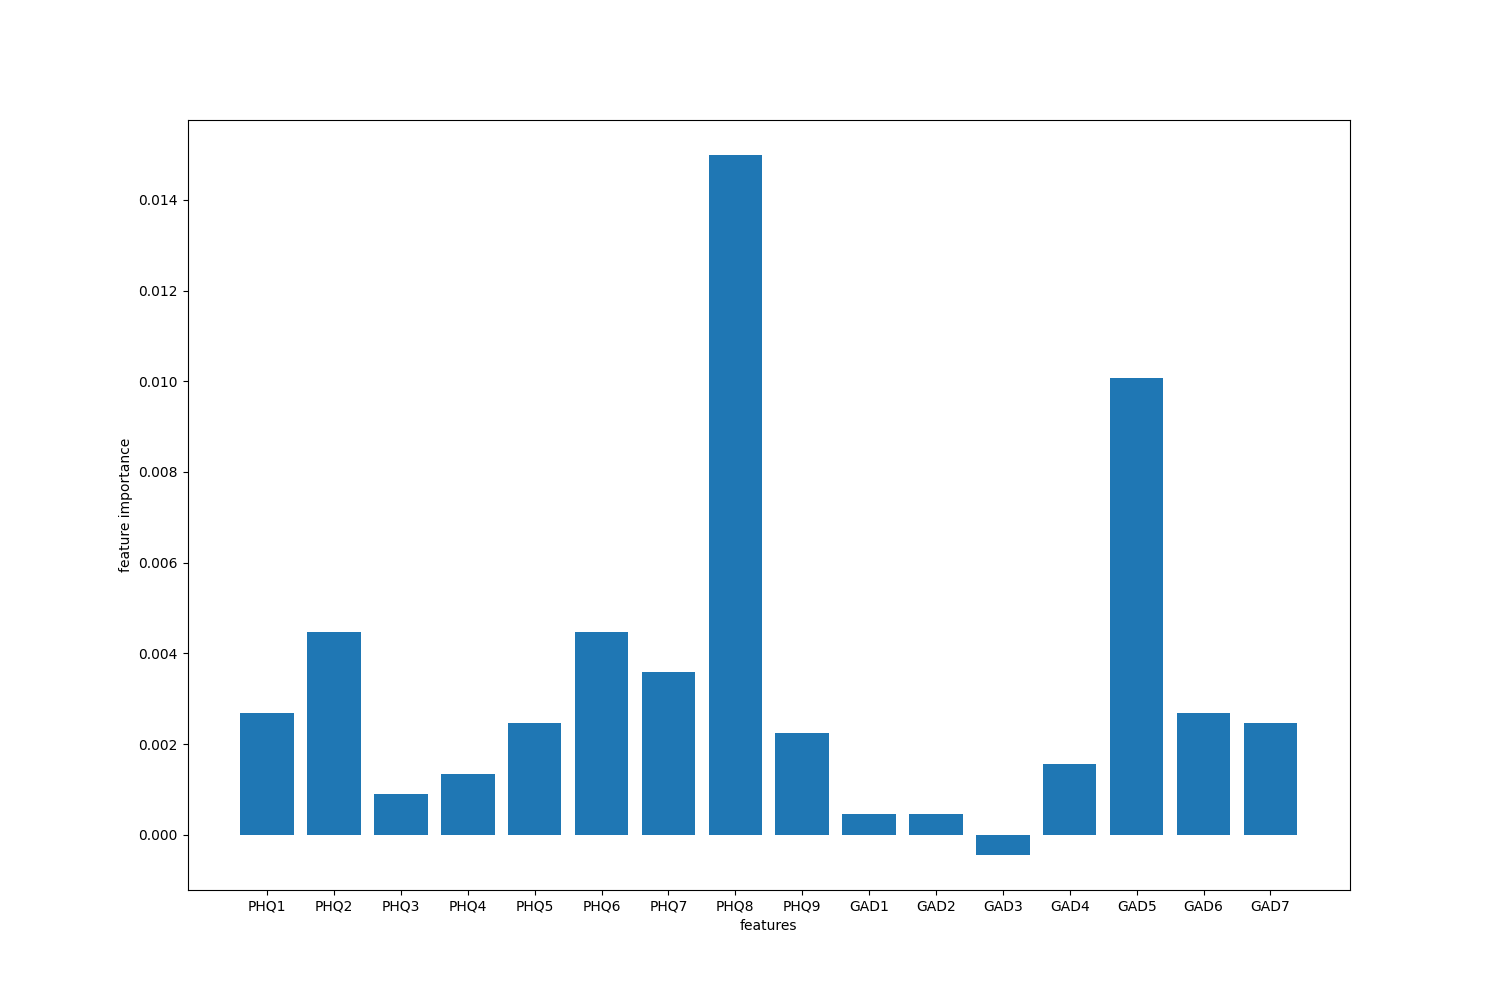 feature importance
0.014
0.012
0.010
0.008
0.006
0.004
0.002
0.000
PHQ1 PHQ2 PHQ3 PHQ4 PHQ5 PHQ6 PHQ7 PHQ8 PHQ9 GAD1 GAD2 GAD3 GAD4 GAD5 GAD6 GAD7
features